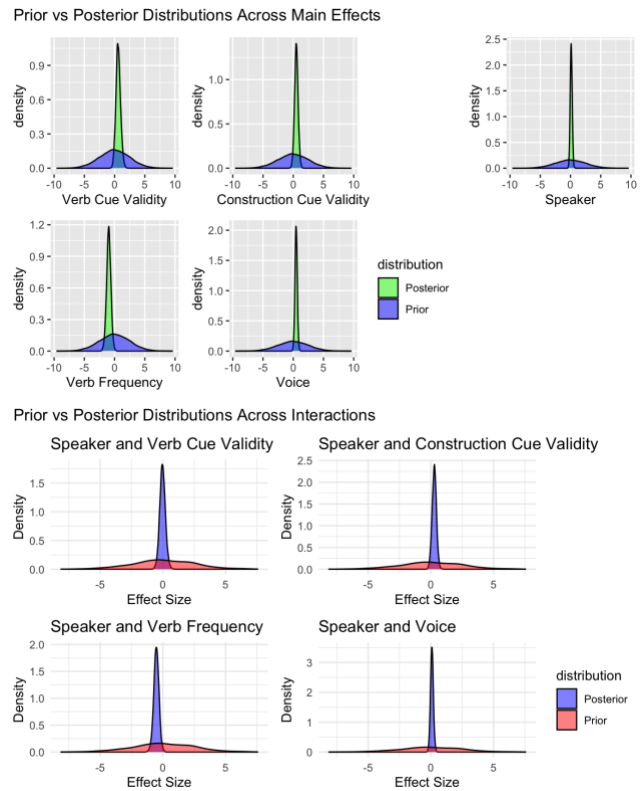 Prior vs Posterior Distributions Across Main Effects
density
0.9
0.6
0.3
0.0
-10 -5 0 5 10
Verb Cue Validity
density
1.0
0.5
0.0
-10 -5 0 5 10
Construction Cue Validity
density
2.5
2.0
1.5
1.0
0.5
0.0
-10 -5 0 5 10
Speaker
density
1.2
0.9
0.6
0.3
0.0
-10 -5 0 5 10
Verb Frequency
density
2.0
1.5
1.0
0.5
0.0
-10 -5 0 5 10
Voice
distribution
Posterior
Prior
Prior vs Posterior Distributions Across Interactions
Speaker and Verb Cue Validity
Density
1.5
1.0
0.5
0.0
-5 0 5
Effect Size
Speaker and Construction Cue Validity
Density
2.5
2.0
1.5
1.0
0.5
0.0
-5 0 5
Effect Size
Speaker and Verb Frequency
Density
2.0
1.5
1.0
0.5
0.0
-5 0 5
Effect Size
Speaker and Voice
Density
3
2
1
0
-5 0 5
Effect Size
distribution
Posterior
Prior